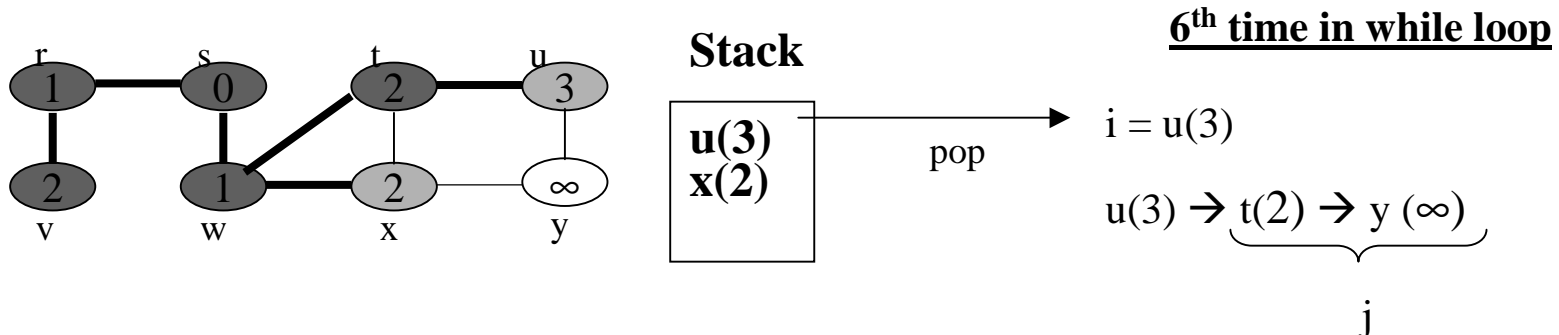 6th time in while loop
Stack
r s t u
1 0 2 3
2 1 2 ∞
v w x y
u(3)
x(2)
pop
i = u(3)
u(3) → t(2) → y (∞)
j